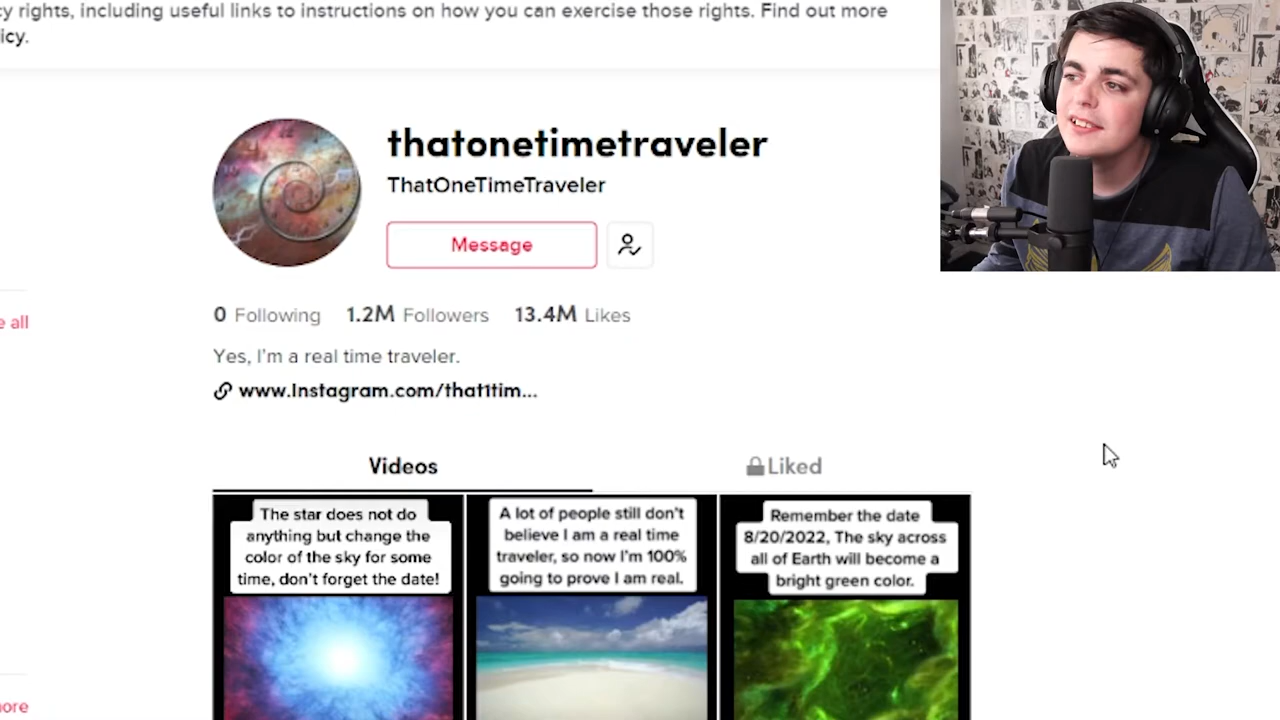 y rights, including useful links to instructions on how you can exercise those rights. Find out more
icy.
thatonetimetraveler
ThatOneTimeTraveler
Message
0 Following 1.2M Followers 13.4M Likes
Yes, I'm a real time traveler.
www.Instagram.com/that1tim...
e all
Videos
Liked
The star does not do
anything but change the
color of the sky for some
time, don't forget the date!
A lot of people still don't
believe I am a real time
traveler, so now I'm 100%
going to prove I am real.
Remember the date
8/20/2022, The sky across
all of Earth will become a
bright green color.
ore